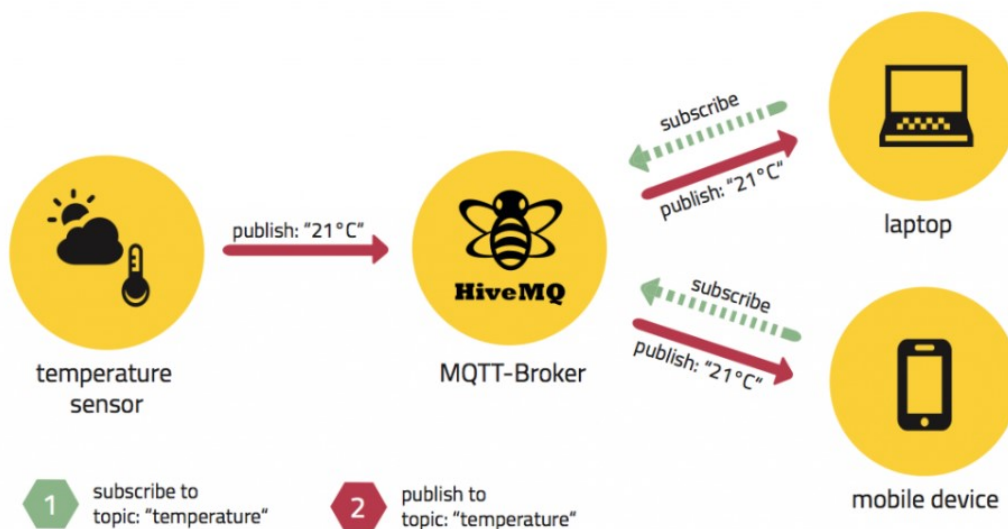 subscribe
publish: "21°C"
laptop
publish: "21°C"
HiveMQ
subscribe
publish: "21°C"
temperature
sensor
MQTT-Broker
mobile device
1
subscribe to
topic: "temperature"
2
publish to
topic: "temperature"